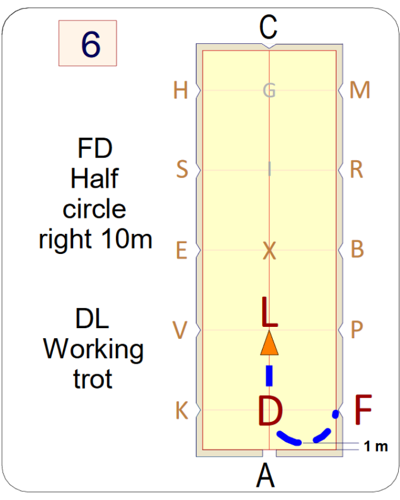 6
C
H G M
FD
Half
circle
right 10m
S I R
E X B
DL
Working
trot
L
V P
K D F
1 m
A